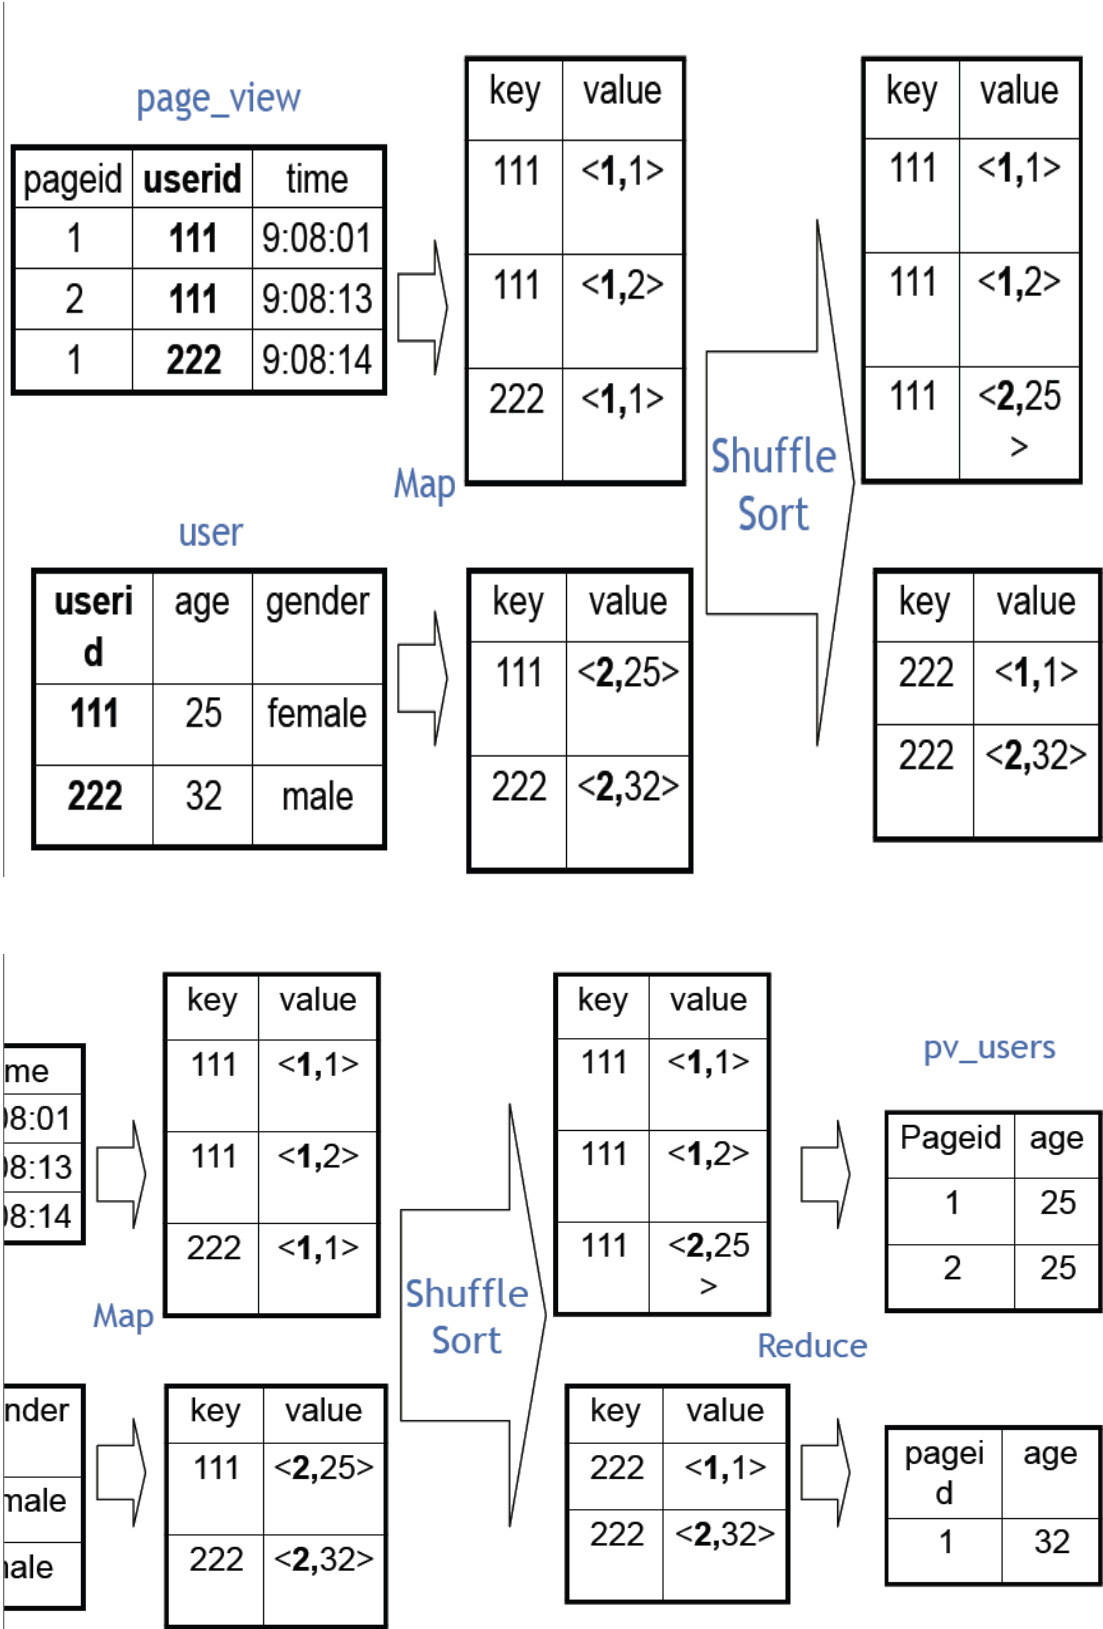 page_view
pageid userid time
1 111 9:08:01
2 111 9:08:13
1 222 9:08:14
key value
111 <1,1>
111 <1,2>
222 <1,1>
Map
key value
111 <1,1>
111 <1,2>
111 <2,25
>
Shuffle
Sort
user
useri age gender
d
111 25 female
222 32 male
key value
111 <2,25>
222 <2,32>
key value
222 <1,1>
222 <2,32>
me
08:01
08:13
08:14
key value
111 <1,1>
111 <1,2>
222 <1,1>
Map
key value
111 <1,1>
111 <1,2>
111 <2,25
>
Shuffle
Sort
pv_users
Pageid age
1 25
2 25
Reduce
nder
male
ale
key value
111 <2,25>
222 <2,32>
key value
222 <1,1>
222 <2,32>
pagei age
d
1 32